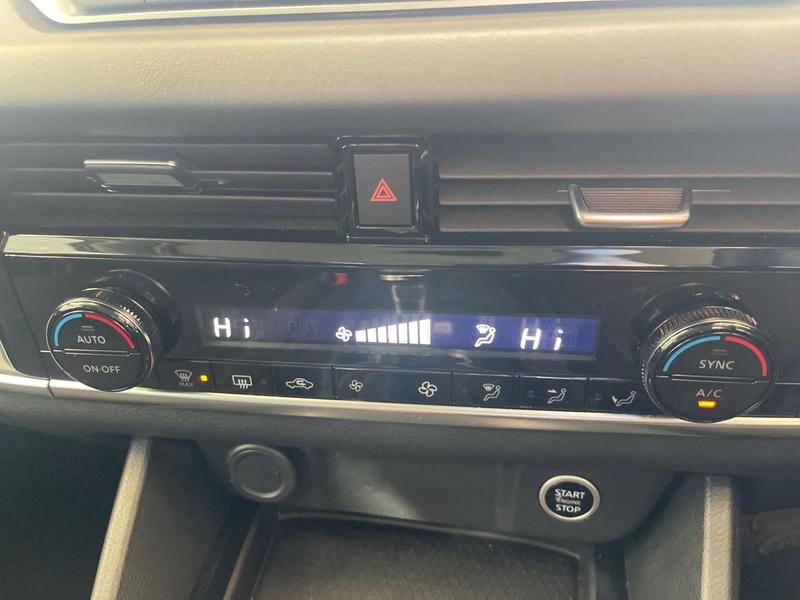 Hi
Hi
AUTO
ON·OFF
MAX
SYNC
A/C
START
ENGINE
STOP